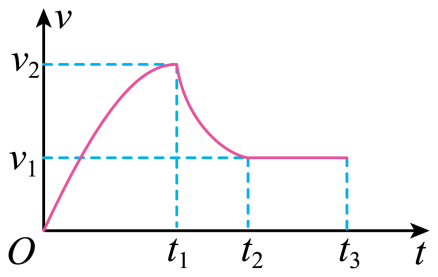 v
v₂
v₁
O t₁ t₂ t₃ t